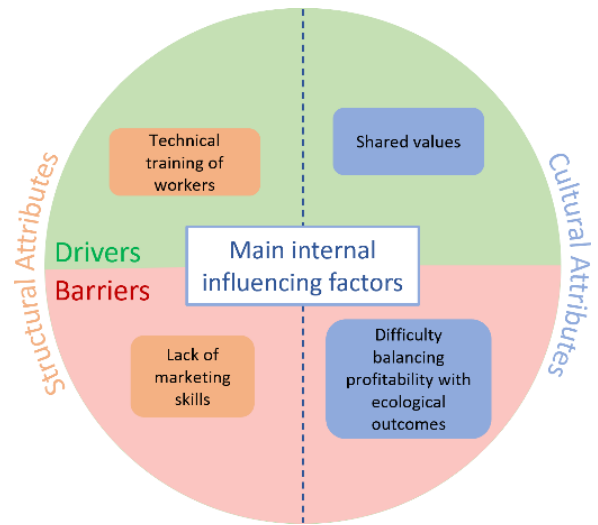 Technical
training of
workers
Shared values
Structural Attributes
Cultural Attributes
Drivers
Barriers
Main internal
influencing factors
Lack of
marketing
skills
Difficulty
balancing
profitability with
ecological
outcomes